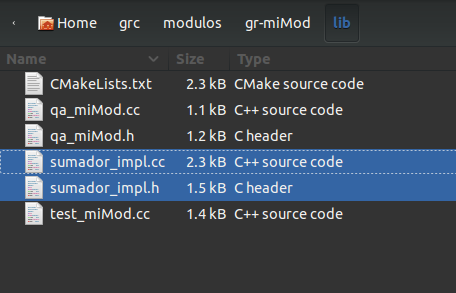 Home grc modulos gr-miMod lib
Name Size Type
CMakeLists.txt 2.3 kB CMake source code
qa_miMod.cc 1.1 kB C++ source code
qa_miMod.h 1.2 kB C header
sumador_impl.cc 2.3 kB C++ source code
sumador_impl.h 1.5 kB C header
test_miMod.cc 1.4 kB C++ source code